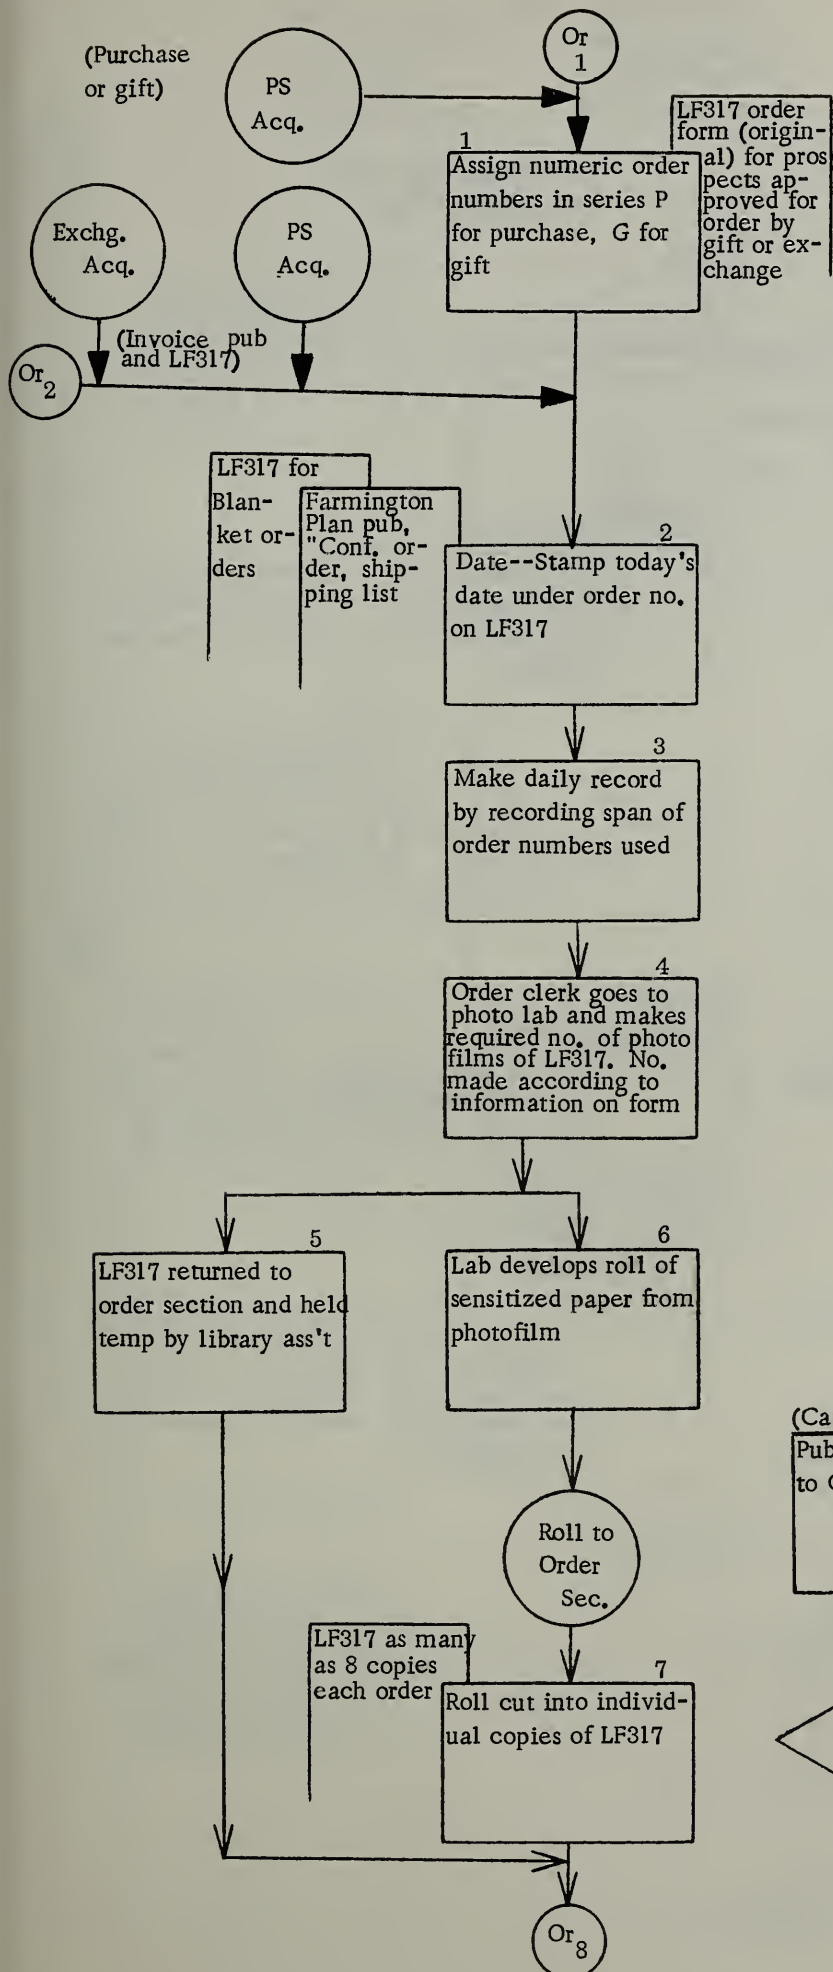 (Purchase
or gift)
PS
Acq.
Or
1
LF317 order
form (origin-
al) for pros
pects ap-
proved for
order by
gift or ex-
change
1
Assign numeric order
numbers in series P
for purchase, G for
gift
Exchg.
Acq.
PS
Acq.
(Invoice pub
and LF317)
Or2
LF317 for
Blan-
ket or-
ders
Farmington
Plan pub,
"Conf. or-
der, ship-
ping list
2
Date--Stamp today's
date under order no.
on LF317
3
Make daily record
by recording span of
order numbers used
4
Order clerk goes to
photo lab and makes
required no. of photo
films of LF317. No.
made according to
information on form
5
LF317 returned to
order section and held
temp by library ass't
6
Lab develops roll of
sensitized paper from
photofilm
(Ca
Pub
to
Roll to
Order
Sec.
LF317 as many
as 8 copies
each order
7
Roll cut into individ-
ual copies of LF317
Or8